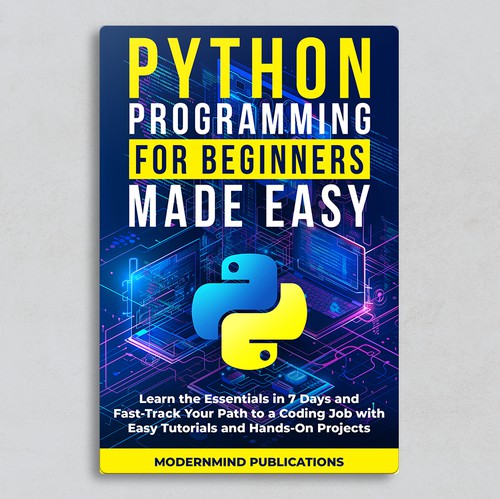 PYTHON
PROGRAMMING
FOR BEGINNERS
MADE EASY
Learn the Essentials in 7 Days and
Fast-Track Your Path to a Coding Job with
Easy Tutorials and Hands-On Projects
MODERNMIND PUBLICATIONS